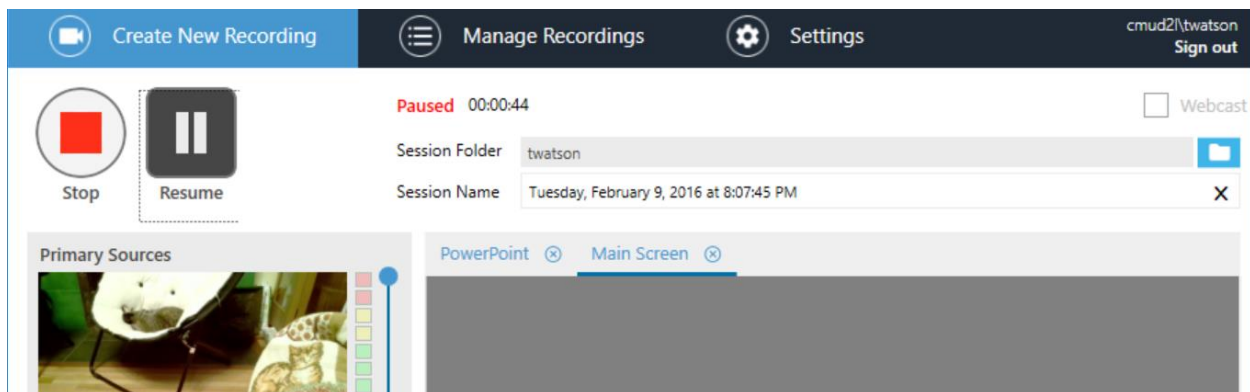 Create New Recording
Manage Recordings
Settings
cmud2l\twatson
Sign out
Paused 00:00:44
Webcast
Session Folder twatson
Session Name Tuesday, February 9, 2016 at 8:07:45 PM
Stop
Resume
Primary Sources
PowerPoint
Main Screen